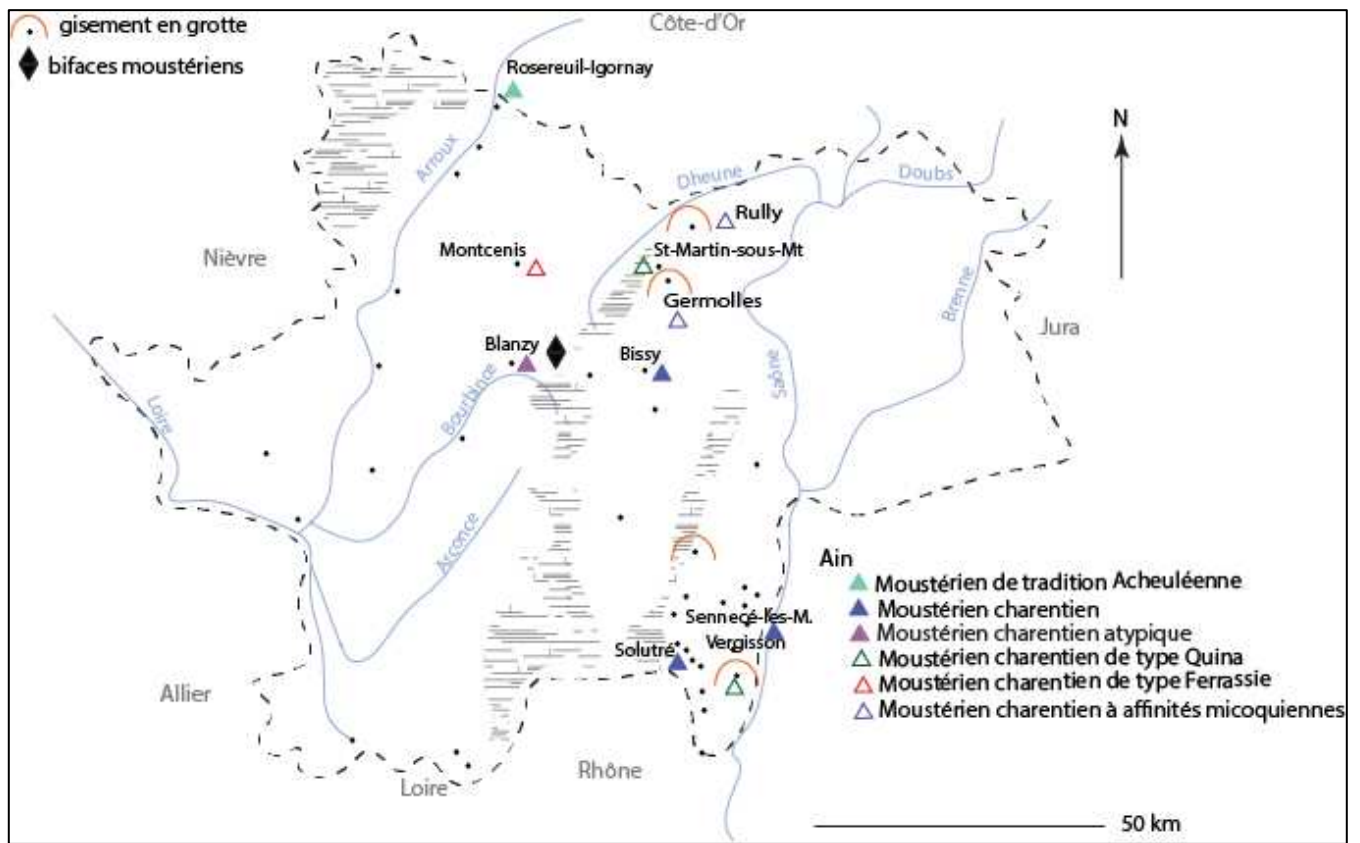 gisement en grotte
bifaces moustériens
Côte-d'Or
Rosereuil-Igornay
N
Arroux
Dheune
Doubs
Rully
Nièvre
Montcenis
St-Martin-sous-Mt
Germolles
Brenne
Jura
Blanzy
Bissy
Saône
Loire
Bourbince
Arconce
Ain
Moustérien de tradition Acheuléenne
Moustérien charentien
Sennecé-les-M.
Moustérien charentien atypique
Vergisson
Solutré
Moustérien charentien de type Quina
Moustérien charentien de type Ferrassie
Allier
Moustérien charentien à affinités micoquiennes
Rhône
Loire
50 km